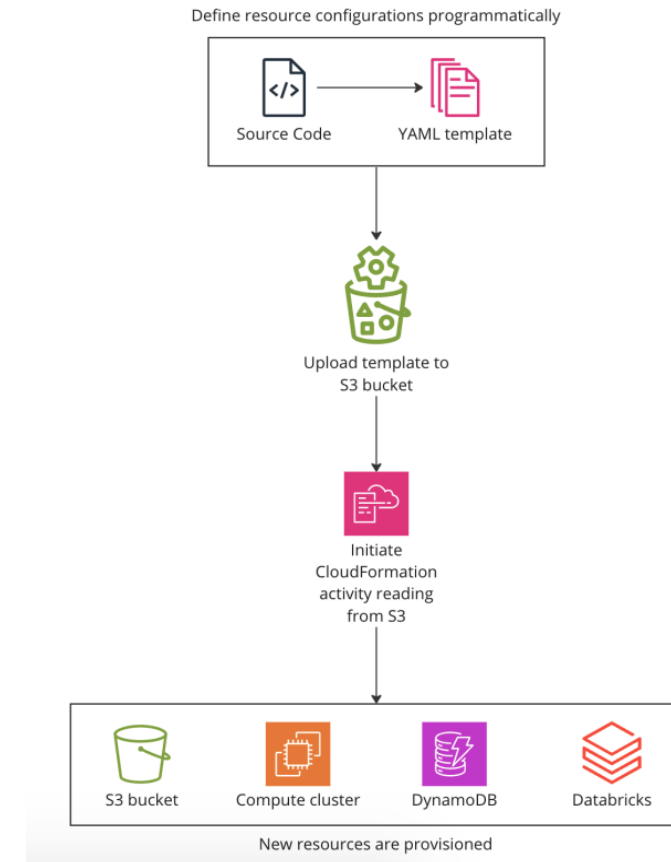 Define resource configurations programmatically
</>
Source Code
YAML template
Upload template to
S3 bucket
Initiate
CloudFormation
activity reading
from S3
S3 bucket
Compute cluster
DynamoDB
Databricks
New resources are provisioned